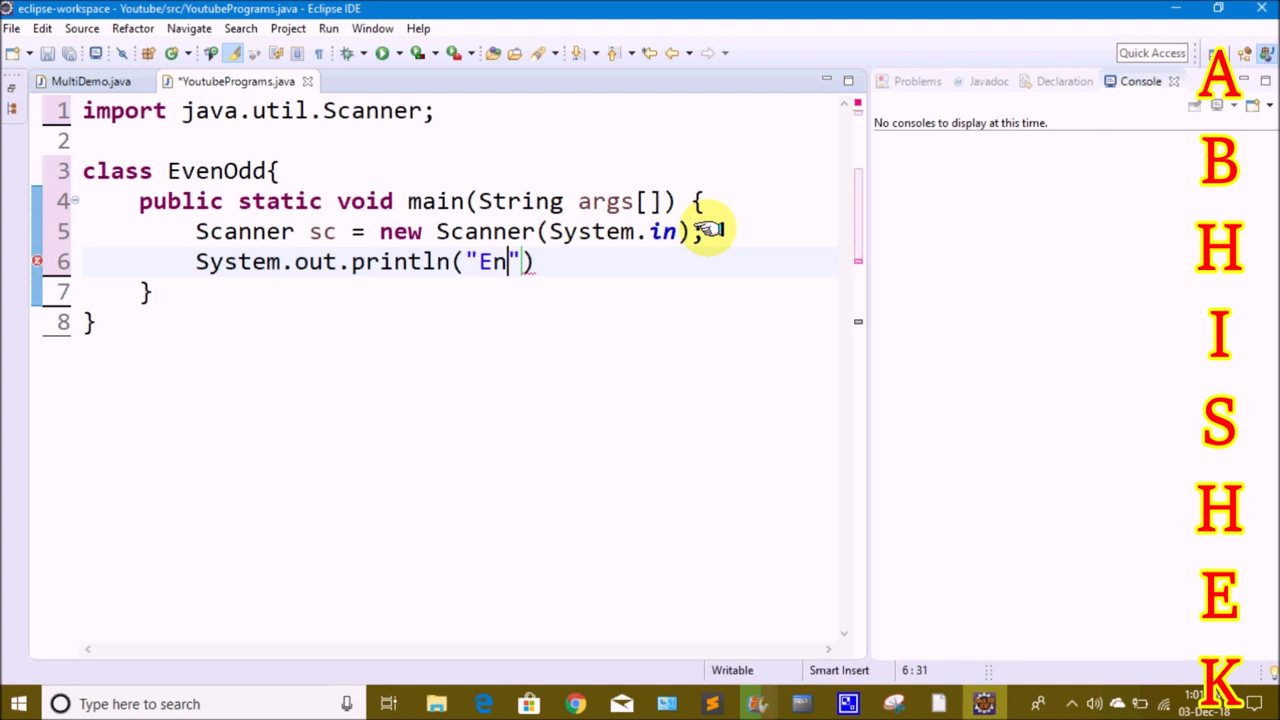 eclipse-workspace - Youtube/src/YoutubePrograms.java - Eclipse IDE
File Edit Source Refactor Navigate Search Project Run Window Help
Quick Access
MultiDemo.java
*YoutubePrograms.java
Problems
Javadoc
Declaration
Console
No consoles to display at this time.
1 import java.util.Scanner;
2
3 class EvenOdd{
4 public static void main(String args[]) {
5 Scanner sc = new Scanner(System.in);
6 System.out.println("En")
7 }
8 }
Writable
Smart Insert
6 : 31
Type here to search
03-Dec-18
A
B
H
I
S
H
E
K